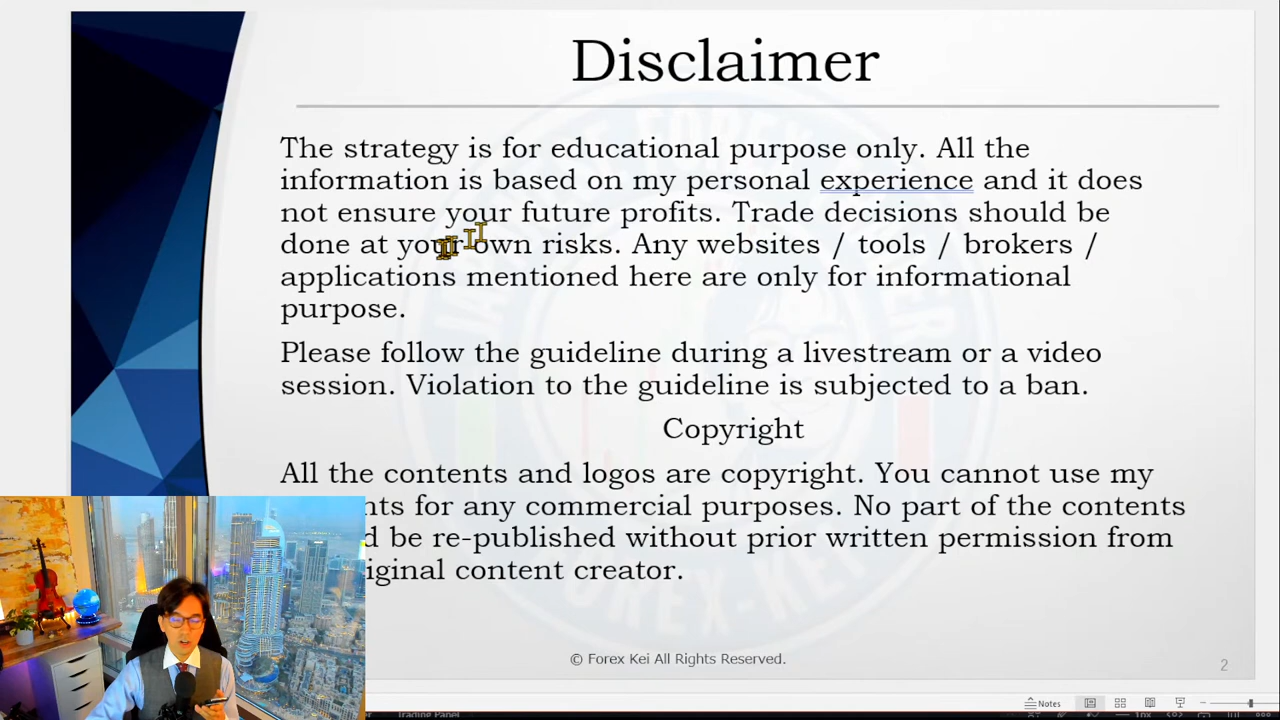 Disclaimer
The strategy is for educational purpose only. All the
information is based on my personal experience and it does
not ensure your future profits. Trade decisions should be
done at your own risks. Any websites / tools / brokers /
applications mentioned here are only for informational
purpose.
Please follow the guideline during a livestream or a video
session. Violation to the guideline is subjected to a ban.
Copyright
All the contents and logos are copyright. You cannot use my
for any commercial purposes. No part of the contents
be re-published without prior written permission from
content creator.
© Forex Kei All Rights Reserved.
2
Notes